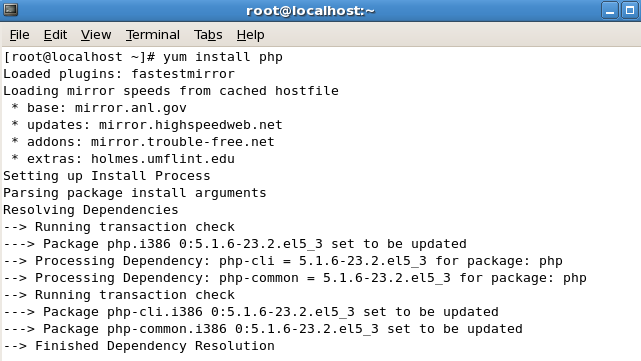 root@localhost:~
File Edit View Terminal Tabs Help
[root@localhost ~]# yum install php
Loaded plugins: fastestmirror
Loading mirror speeds from cached hostfile
 * base: mirror.anl.gov
 * updates: mirror.highspeedweb.net
 * addons: mirror.trouble-free.net
 * extras: holmes.umflint.edu
Setting up Install Process
Parsing package install arguments
Resolving Dependencies
--> Running transaction check
---> Package php.i386 0:5.1.6-23.2.el5_3 set to be updated
--> Processing Dependency: php-cli = 5.1.6-23.2.el5_3 for package: php
--> Processing Dependency: php-common = 5.1.6-23.2.el5_3 for package: php
--> Running transaction check
---> Package php-cli.i386 0:5.1.6-23.2.el5_3 set to be updated
---> Package php-common.i386 0:5.1.6-23.2.el5_3 set to be updated
--> Finished Dependency Resolution